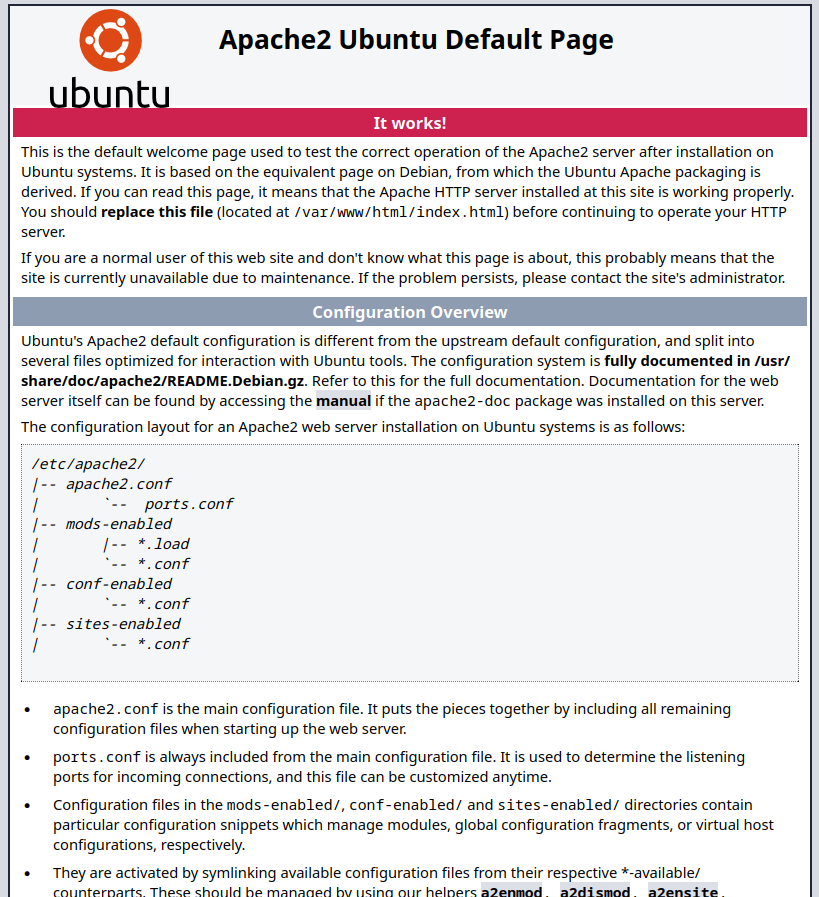 Apache2 Ubuntu Default Page
ubuntu
It works!
This is the default welcome page used to test the correct operation of the Apache2 server after installation on
Ubuntu systems. It is based on the equivalent page on Debian, from which the Ubuntu Apache packaging is
derived. If you can read this page, it means that the Apache HTTP server installed at this site is working properly.
You should replace this file (located at /var/www/html/index.html) before continuing to operate your HTTP
server.
If you are a normal user of this web site and don't know what this page is about, this probably means that the
site is currently unavailable due to maintenance. If the problem persists, please contact the site's administrator.
Configuration Overview
Ubuntu's Apache2 default configuration is different from the upstream default configuration, and split into
several files optimized for interaction with Ubuntu tools. The configuration system is fully documented in /usr/
share/doc/apache2/README.Debian.gz. Refer to this for the full documentation. Documentation for the web
server itself can be found by accessing the manual if the apache2-doc package was installed on this server.
The configuration layout for an Apache2 web server installation on Ubuntu systems is as follows:
/etc/apache2/
|-- apache2.conf
|       `--  ports.conf
|-- mods-enabled
|       |-- *.load
|       `-- *.conf
|-- conf-enabled
|       `-- *.conf
|-- sites-enabled
|       `-- *.conf
• apache2.conf is the main configuration file. It puts the pieces together by including all remaining
configuration files when starting up the web server.
• ports.conf is always included from the main configuration file. It is used to determine the listening
ports for incoming connections, and this file can be customized anytime.
• Configuration files in the mods-enabled/, conf-enabled/ and sites-enabled/ directories contain
particular configuration snippets which manage modules, global configuration fragments, or virtual host
configurations, respectively.
• They are activated by symlinking available configuration files from their respective *-available/
counterparts. These should be managed by using our helpers a2enmod, a2dismod, a2ensite,